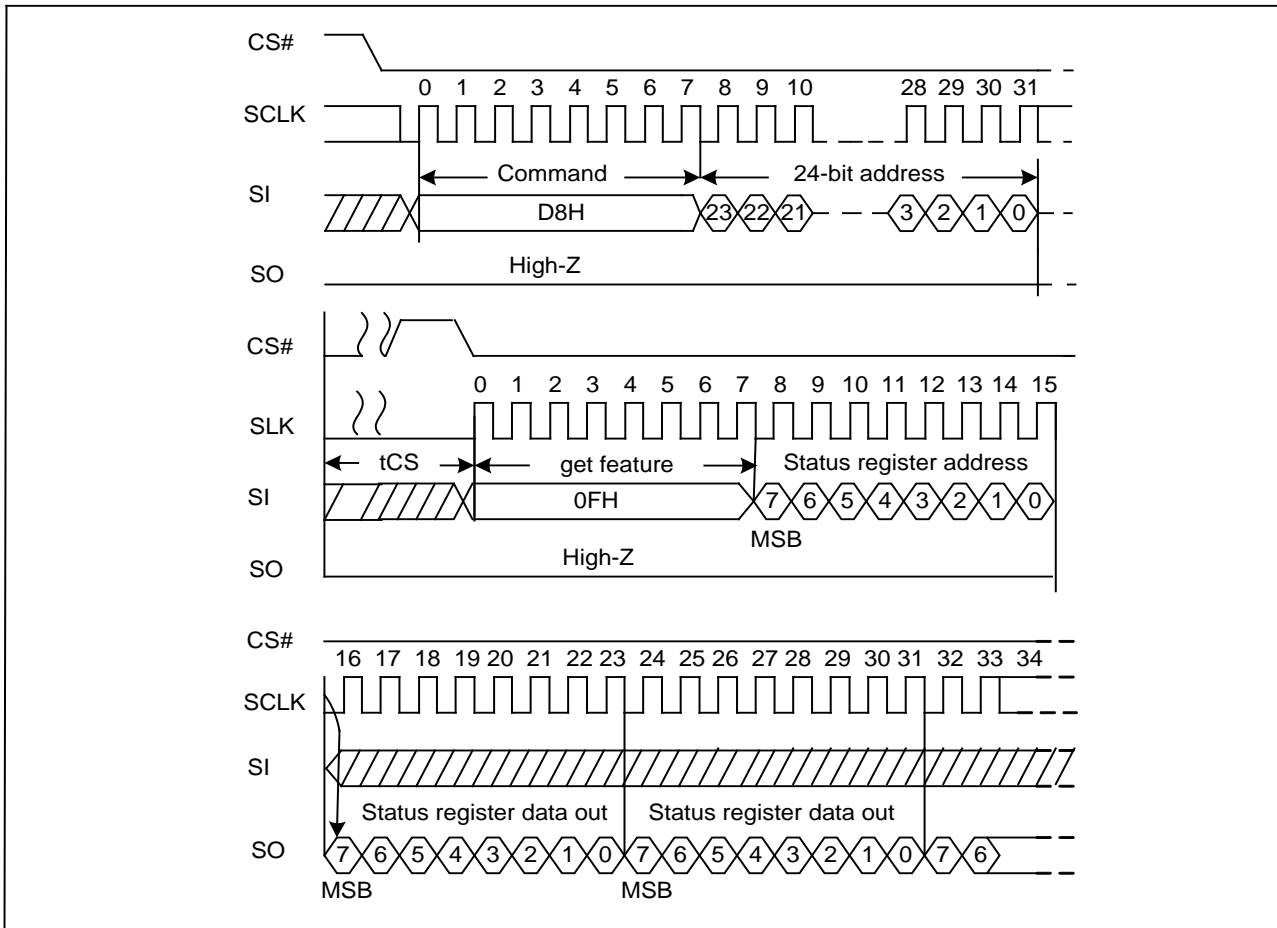 CS#
0 1 2 3 4 5 6 7 8 9 10 28 29 30 31
SCLK
Command 24-bit address
SI
D8H 23 22 21 3 2 1 0
High-Z
SO
CS#
0 1 2 3 4 5 6 7 8 9 10 11 12 13 14 15
SLK
tCS get feature Status register address
SI
0FH 7 6 5 4 3 2 1 0
MSB
High-Z
SO
CS#
16 17 18 19 20 21 22 23 24 25 26 27 28 29 30 31 32 33 34
SCLK
SI
Status register data out Status register data out
SO 7 6 5 4 3 2 1 0 7 6 5 4 3 2 1 0 7 6
MSB MSB